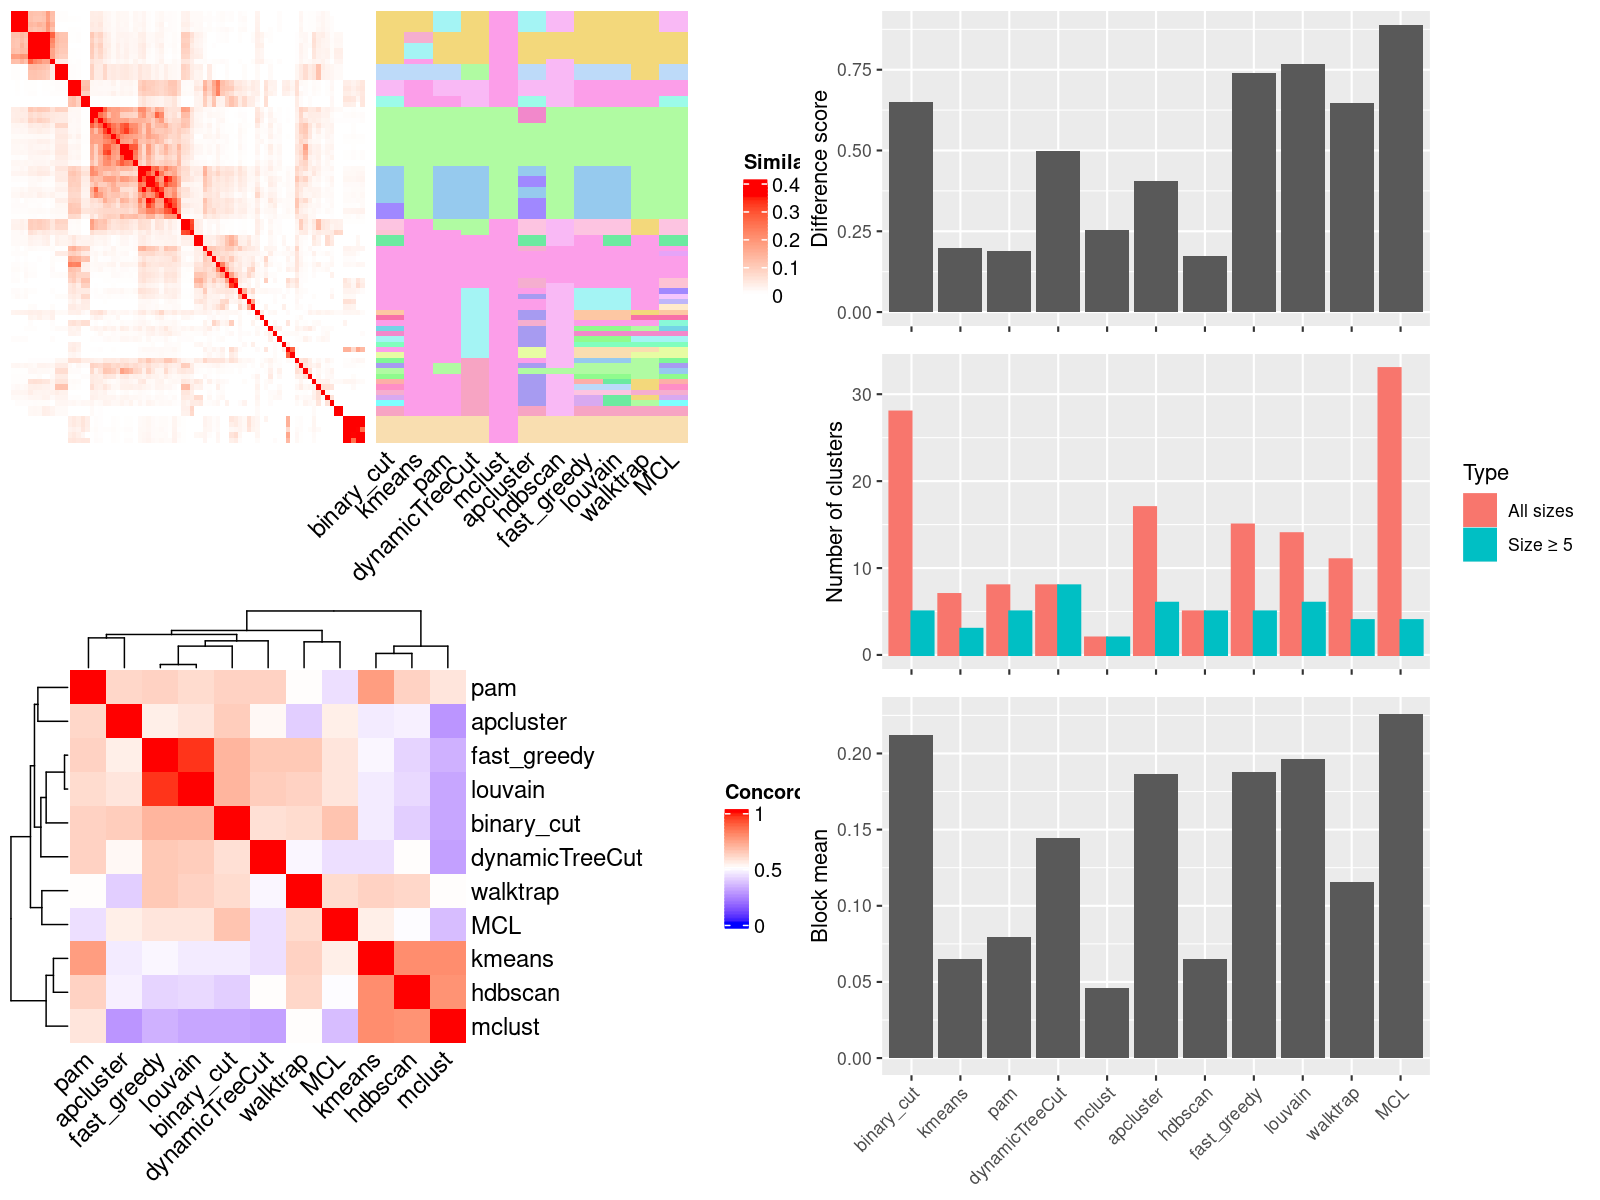 Simila
0.4
0.3
0.2
0.1
0
binary_cut
kmeans
pam
dynamicTreeCut
mclust
apcluster
hdbscan
fast_greedy
louvain
walktrap
MCL
Difference score
0.75
0.50
0.25
0.00
Number of clusters
30
20
10
0
Type
All sizes
Size ≥ 5
pam
apcluster
fast_greedy
louvain
binary_cut
dynamicTreeCut
walktrap
MCL
kmeans
hdbscan
mclust
pam
apcluster
fast_greedy
louvain
binary_cut
dynamicTreeCut
walktrap
MCL
kmeans
hdbscan
mclust
Concord
1
0.5
0
Block mean
0.20
0.15
0.10
0.05
0.00
binary_cut
kmeans
pam
dynamicTreeCut
mclust
apcluster
hdbscan
fast_greedy
louvain
walktrap
MCL